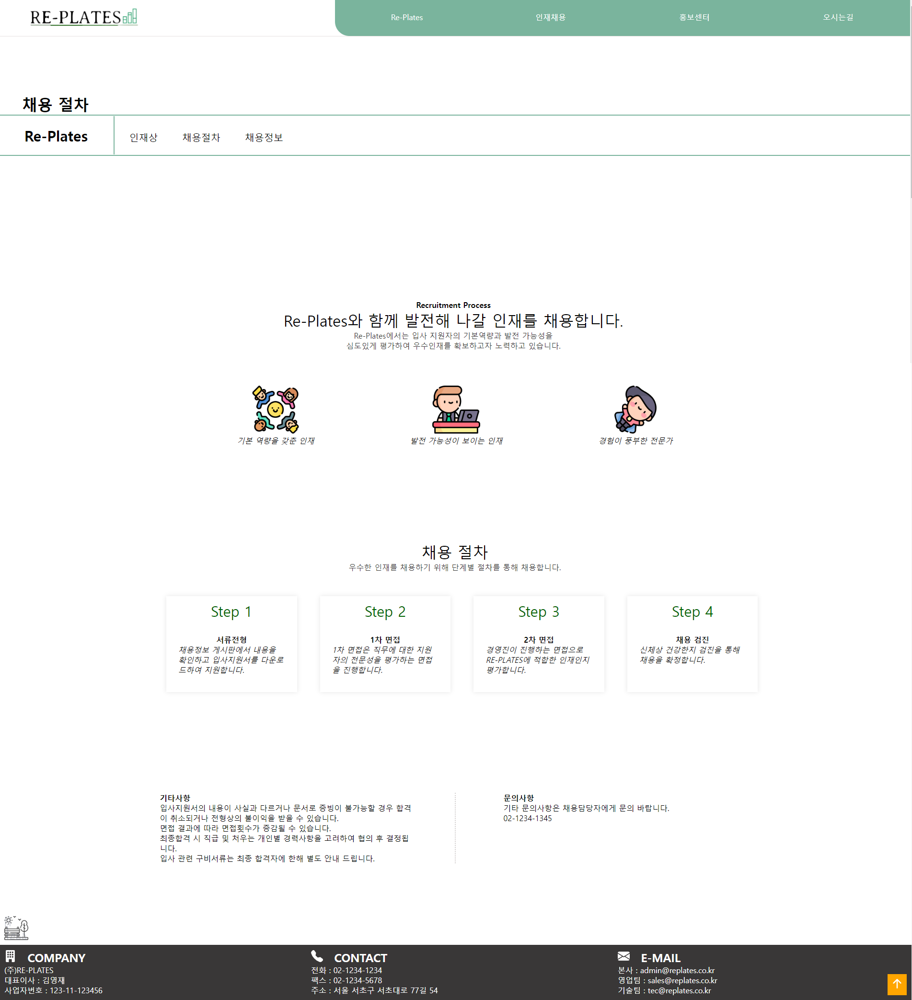 RE-PLATES
Re-Plates
인재채용
홍보센터
오시는길
채용 절차
Re-Plates
인재상
채용절차
채용정보
Recruitment Process
Re-Plates와 함께 발전해 나갈 인재를 채용합니다.
Re-Plates에서는 입사 지원자의 기본역량과 발전 가능성을
심도있게 평가하여 우수인재를 확보하고자 노력하고 있습니다.
기본 역량을 갖춘 인재
발전 가능성이 보이는 인재
경험이 풍부한 전문가
채용 절차
우수한 인재를 채용하기 위해 단계별 절차를 통해 채용합니다.
Step 1
서류전형
채용정보 게시판에서 내용을
확인하고 입사지원서를 다운로
드하여 지원합니다.
Step 2
1차 면접
1차 면접은 직무에 대한 지원
자의 전문성을 평가하는 면접
을 진행합니다.
Step 3
2차 면접
경영진이 진행하는 면접으로
RE-PLATES에 적합한 인재인지
평가합니다.
Step 4
채용 검진
신체상 건강한지 검진을 통해
채용을 확정합니다.
기타사항
입사지원서의 내용이 사실과 다르거나 문서로 증빙이 불가능할 경우 합격
이 취소되거나 전형상의 불이익을 받을 수 있습니다.
면접 결과에 따라 면접횟수가 증감될 수 있습니다.
최종합격 시 직급 및 처우는 개인별 경력사항을 고려하여 협의 후 결정됩
니다.
입사 관련 구비서류는 최종 합격자에 한해 별도 안내 드립니다.
문의사항
기타 문의사항은 채용담당자에게 문의 바랍니다.
02-1234-1345
COMPANY
(주)RE-PLATES
대표이사 : 김영재
사업자번호 : 123-11-123456
CONTACT
전화 : 02-1234-1234
팩스 : 02-1234-5678
주소 : 서울 서초구 서초대로 77길 54
E-MAIL
본사 : admin@replates.co.kr
영업팀 : sales@replates.co.kr
기술팀 : tec@replates.co.kr